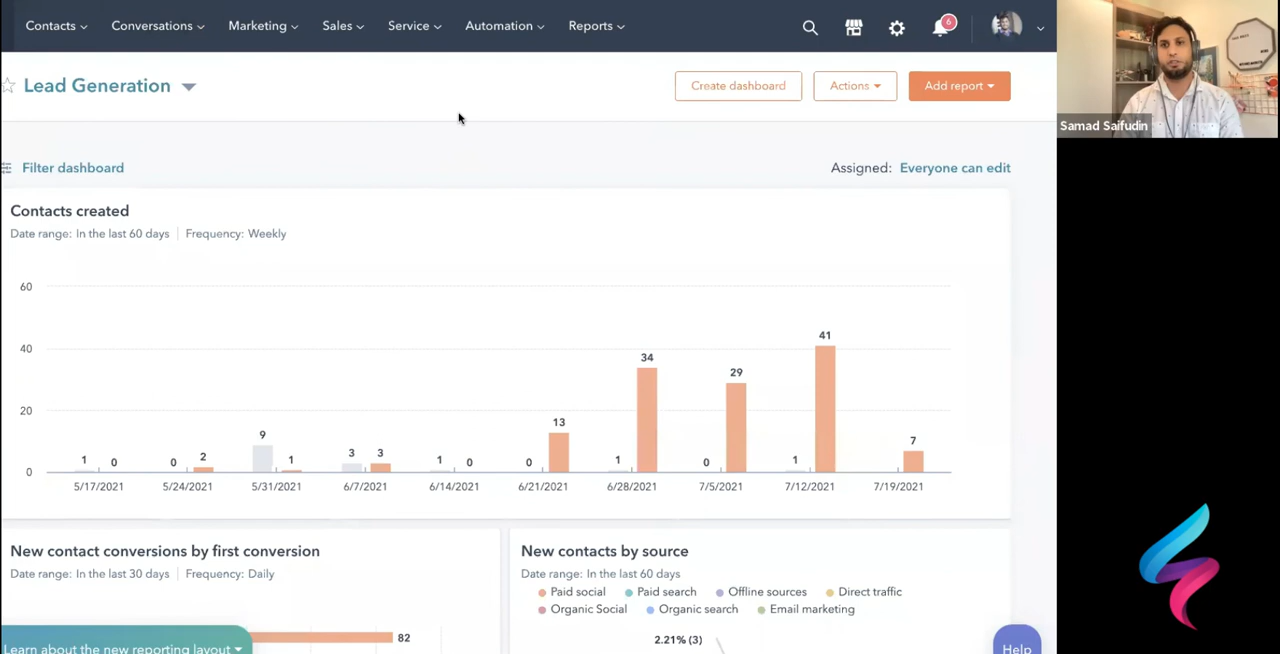 Contacts Conversations Marketing Sales Service Automation Reports 6
Samad Saifudin
Lead Generation Create dashboard Actions Add report
Filter dashboard Assigned: Everyone can edit
Contacts created
Date range: In the last 60 days Frequency: Weekly
60
40
20
0
1 0 0 2 9 1 3 3 1 0 0 13 1 34 0 29 1 41 7
5/17/2021 5/24/2021 5/31/2021 6/7/2021 6/14/2021 6/21/2021 6/28/2021 7/5/2021 7/12/2021 7/19/2021
New contact conversions by first conversion
Date range: In the last 30 days Frequency: Daily
82
Learn about the new reporting layout
New contacts by source
Date range: In the last 60 days
Paid social Paid search Offline sources Direct traffic
Organic Social Organic search Email marketing
2.21% (3)
Help